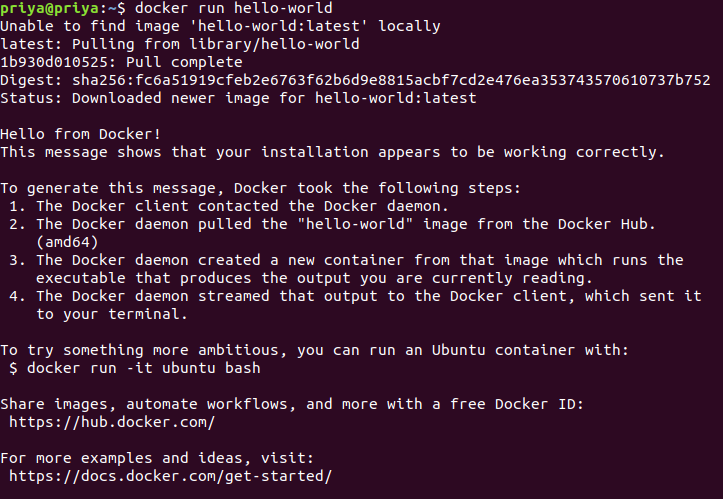 priya@priya:~$ docker run hello-world
Unable to find image 'hello-world:latest' locally
latest: Pulling from library/hello-world
1b930d010525: Pull complete
Digest: sha256:fc6a51919cfeb2e6763f62b6d9e8815acbf7cd2e476ea353743570610737b752
Status: Downloaded newer image for hello-world:latest

Hello from Docker!
This message shows that your installation appears to be working correctly.

To generate this message, Docker took the following steps:
 1. The Docker client contacted the Docker daemon.
 2. The Docker daemon pulled the "hello-world" image from the Docker Hub.
    (amd64)
 3. The Docker daemon created a new container from that image which runs the
    executable that produces the output you are currently reading.
 4. The Docker daemon streamed that output to the Docker client, which sent it
    to your terminal.

To try something more ambitious, you can run an Ubuntu container with:
 $ docker run -it ubuntu bash

Share images, automate workflows, and more with a free Docker ID:
 https://hub.docker.com/

For more examples and ideas, visit:
 https://docs.docker.com/get-started/